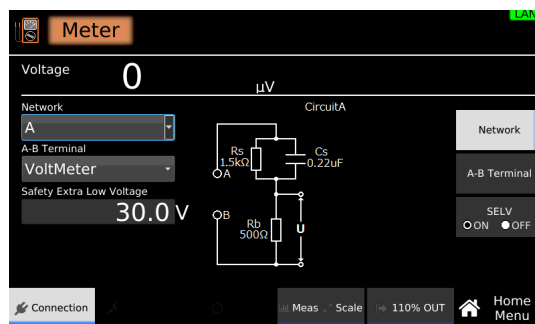 LAN
Meter
Voltage
0
µV
Network
A
A-B Terminal
VoltMeter
Safety Extra Low Voltage
30.0 V
CircuitA
Rs
1.5kΩ
Cs
0.22uF
A
B
Rb
500Ω
U
Network
A-B Terminal
SELV
ON OFF
Connection
Meas Scale
110% OUT
Home
Menu